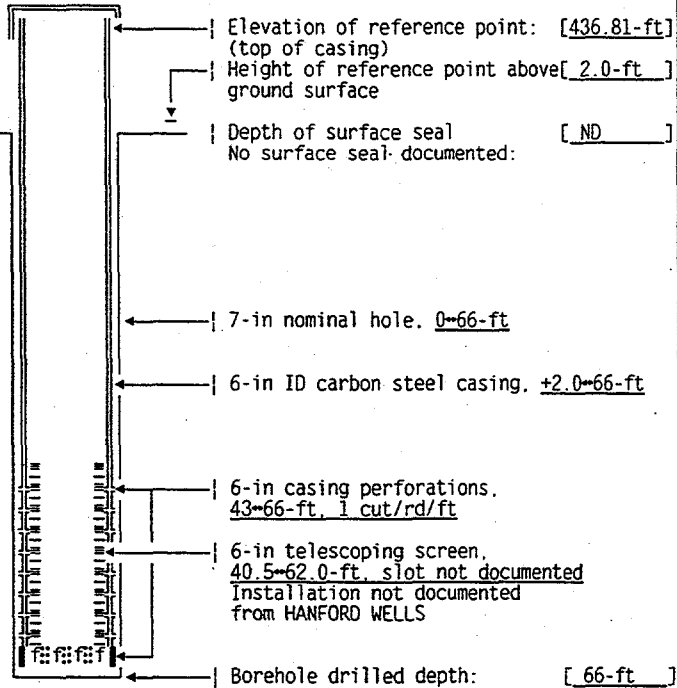 Elevation of reference point: [436.81-ft]
(top of casing)
Height of reference point above[ 2.0-ft ]
ground surface
Depth of surface seal [ ND ]
No surface seal documented:
7-in nominal hole, 0↔66-ft
6-in ID carbon steel casing, +2.0↔66-ft
6-in casing perforations,
43↔66-ft, 1 cut/rd/ft
6-in telescoping screen,
40.5↔62.0-ft, slot not documented
Installation not documented
from HANFORD WELLS
f::f::f::f
Borehole drilled depth: [ 66-ft ]